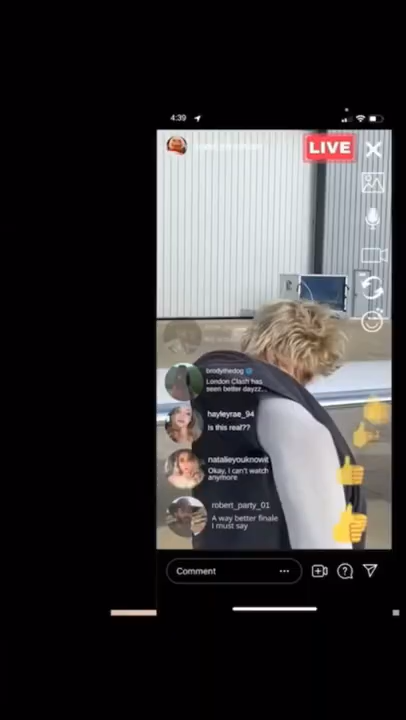 4:39
LIVE
brodythedog
London Clash has
seen better dayzz...
hayleyrae_94
Is this real??
natalieyouknowit
Okay, I can't watch
anymore
robert_party_01
A way better finale
I must say
Comment